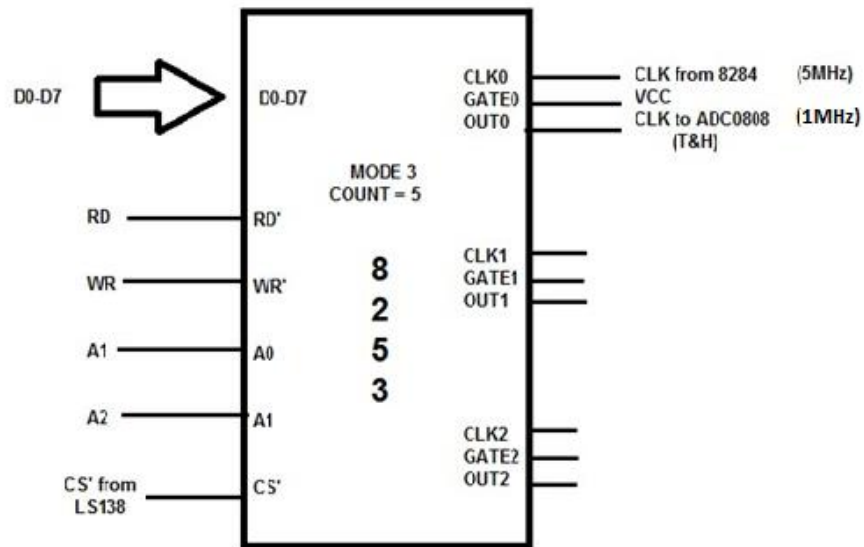 D0-D7
D0-D7
RD
RD'
WR
WR'
A1
A0
A2
A1
CS' from
LS138
CS'
MODE 3
COUNT = 5
8
2
5
3
CLK0
CLK from 8284 (5MHz)
GATE0
VCC
OUT0
CLK to ADC0808 (1MHz)
(T&H)
CLK1
GATE1
OUT1
CLK2
GATE2
OUT2